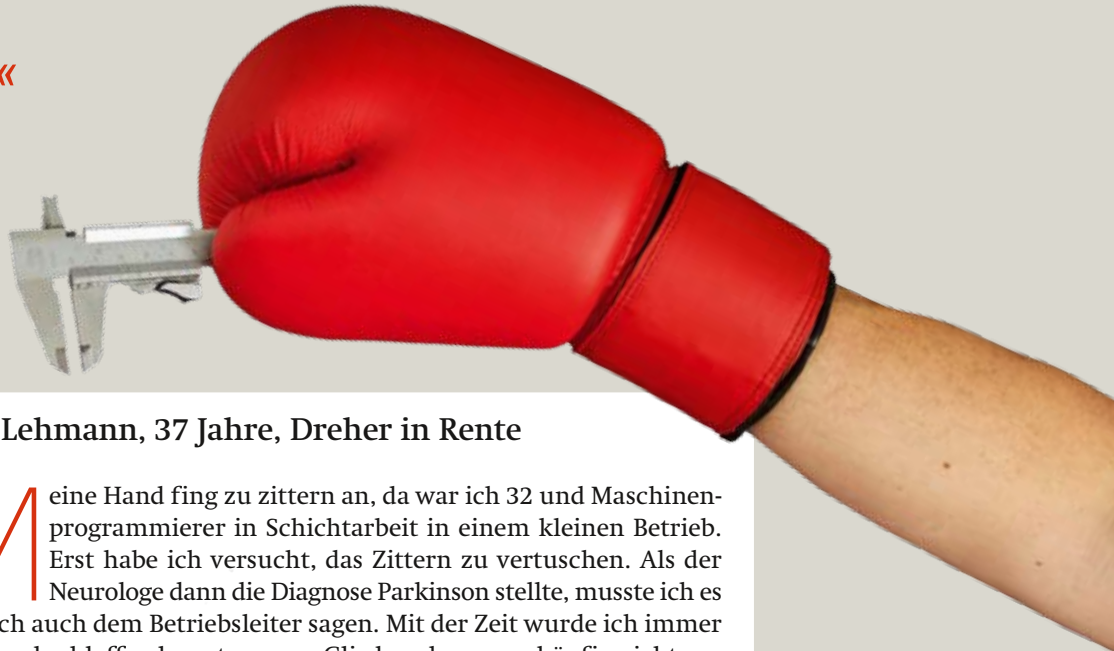 «
Lehmann, 37 Jahre, Dreher in Rente
eine Hand fing zu zittern an, da war ich 32 und Maschinen-
programmierer in Schichtarbeit in einem kleinen Betrieb.
Erst habe ich versucht, das Zittern zu vertuschen. Als der
Neurologe dann die Diagnose Parkinson stellte, musste ich es
ch auch dem Betriebsleiter sagen. Mit der Zeit wurde ich immer